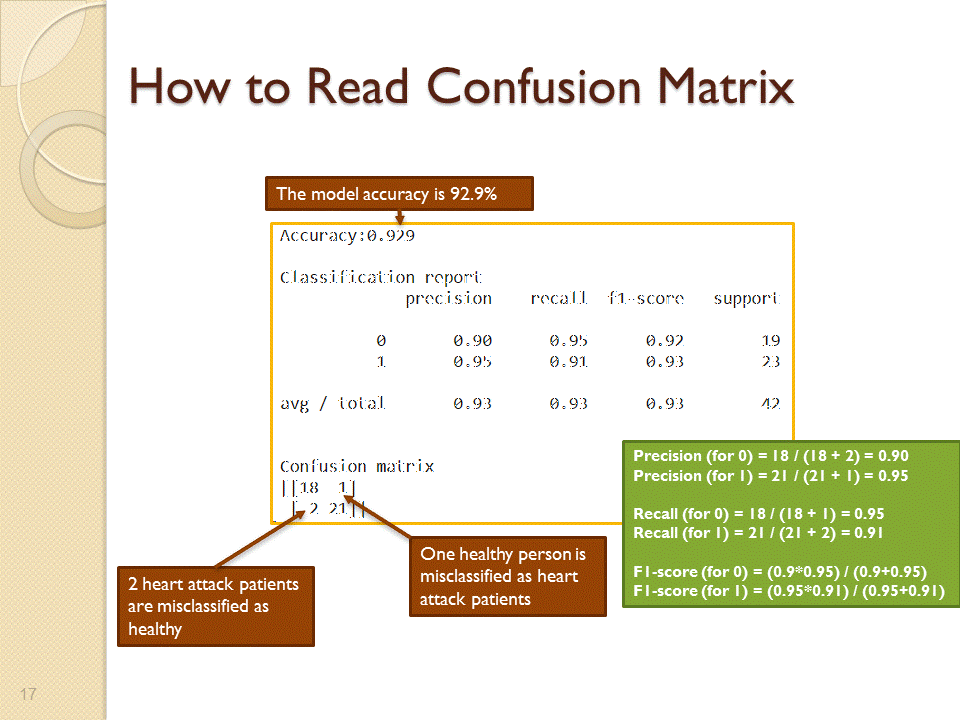 How to Read Confusion Matrix
The model accuracy is 92.9%
Accuracy:0.929
Classification report
precision recall f1-score support
0 0.90 0.95 0.92 19
1 0.95 0.91 0.93 23
avg / total 0.93 0.93 0.93 42
Confusion matrix
[[18 1]
[ 2 21]]
Precision (for 0) = 18 / (18 + 2) = 0.90
Precision (for 1) = 21 / (21 + 1) = 0.95
Recall (for 0) = 18 / (18 + 1) = 0.95
Recall (for 1) = 21 / (21 + 2) = 0.91
F1-score (for 0) = (0.9*0.95) / (0.9+0.95)
F1-score (for 1) = (0.95*0.91) / (0.95+0.91)
One healthy person is
misclassified as heart
attack patients
2 heart attack patients
are misclassified as
healthy
17